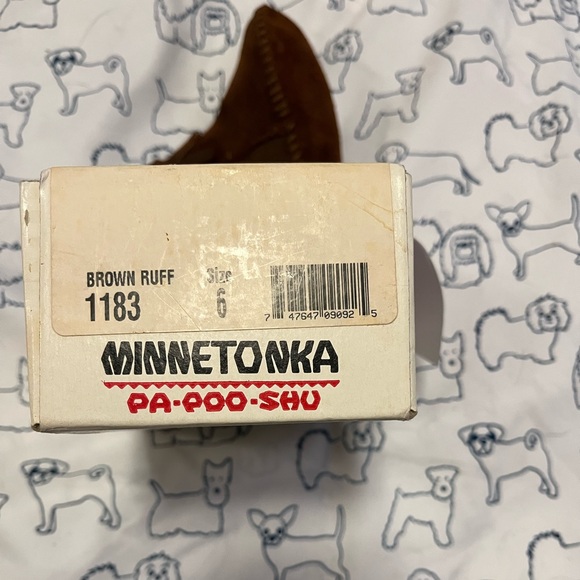 BROWN RUFF Size
1183 6
7 47647 09092 5
MINNETONKA
PA-POO-SHU